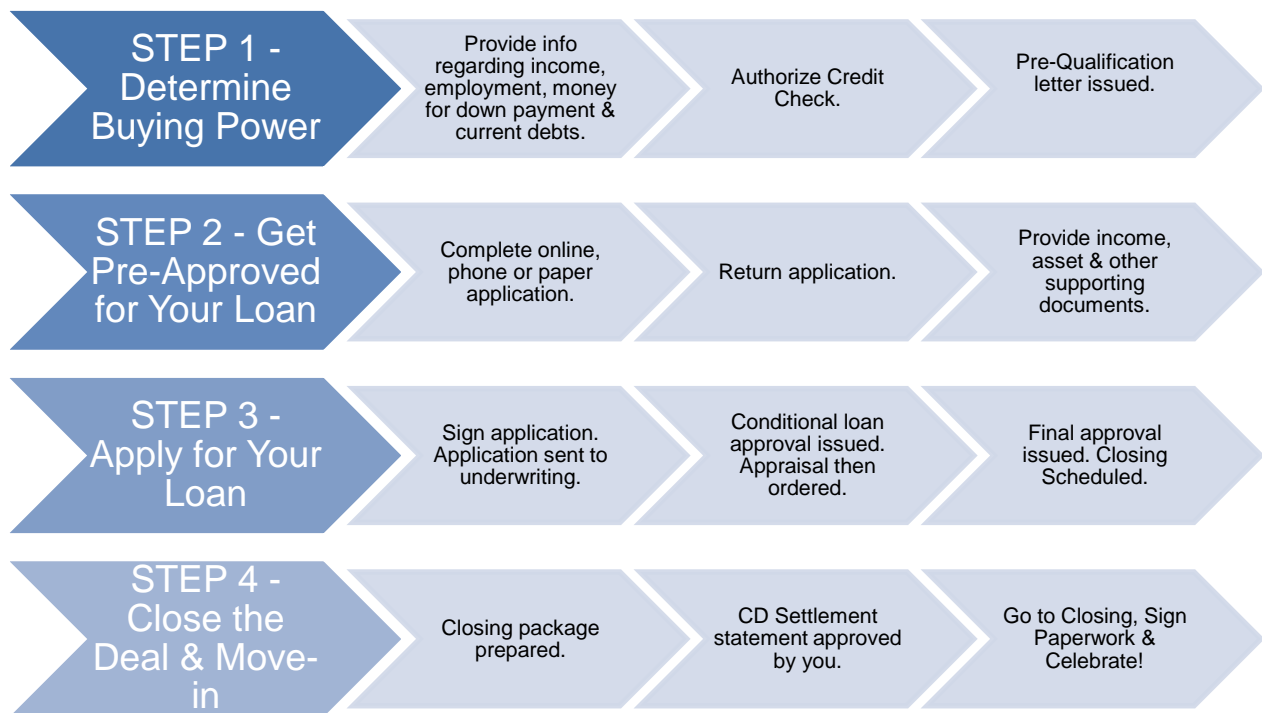 STEP 1 -
Determine
Buying Power
Provide info
regarding income,
employment, money
for down payment &
current debts.
Authorize Credit
Check.
Pre-Qualification
letter issued.
STEP 2 - Get
Pre-Approved
for Your Loan
Complete online,
phone or paper
application.
Return application.
Provide income,
asset & other
supporting
documents.
STEP 3 -
Apply for Your
Loan
Sign application.
Application sent to
underwriting.
Conditional loan
approval issued.
Appraisal then
ordered.
Final approval
issued. Closing
Scheduled.
STEP 4 -
Close the
Deal & Move-
in
Closing package
prepared.
CD Settlement
statement approved
by you.
Go to Closing, Sign
Paperwork &
Celebrate!